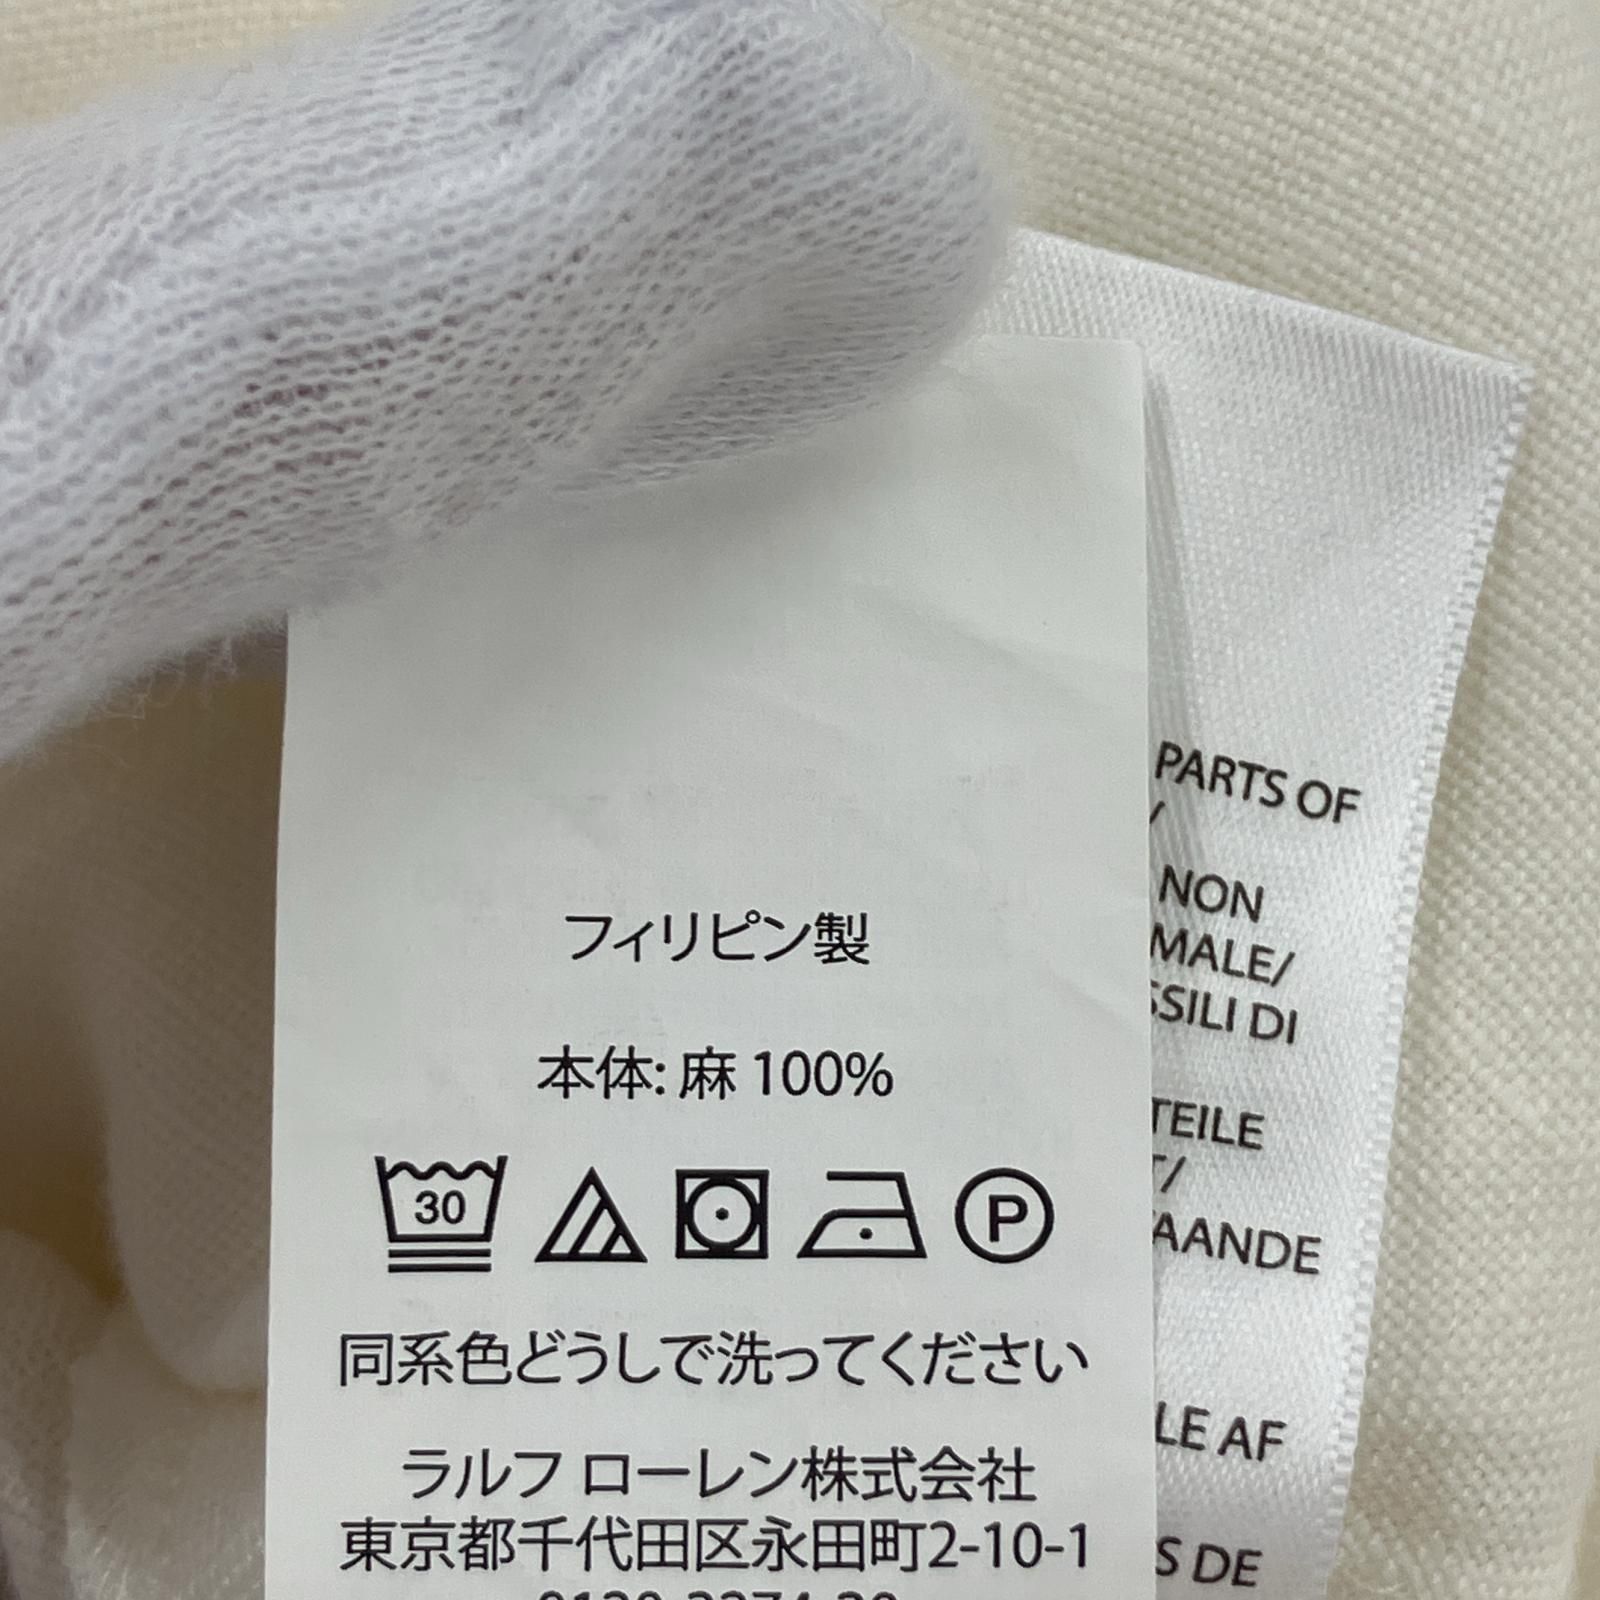 フィリピン製
本体: 麻 100%
30
P
同系色どうしで洗ってください
ラルフ ローレン株式会社
東京都千代田区永田町2-10-1
PARTS OF
/
NON
MALE/
SSILI DI
TEILE
T/
AANDE
LE AF
S DE